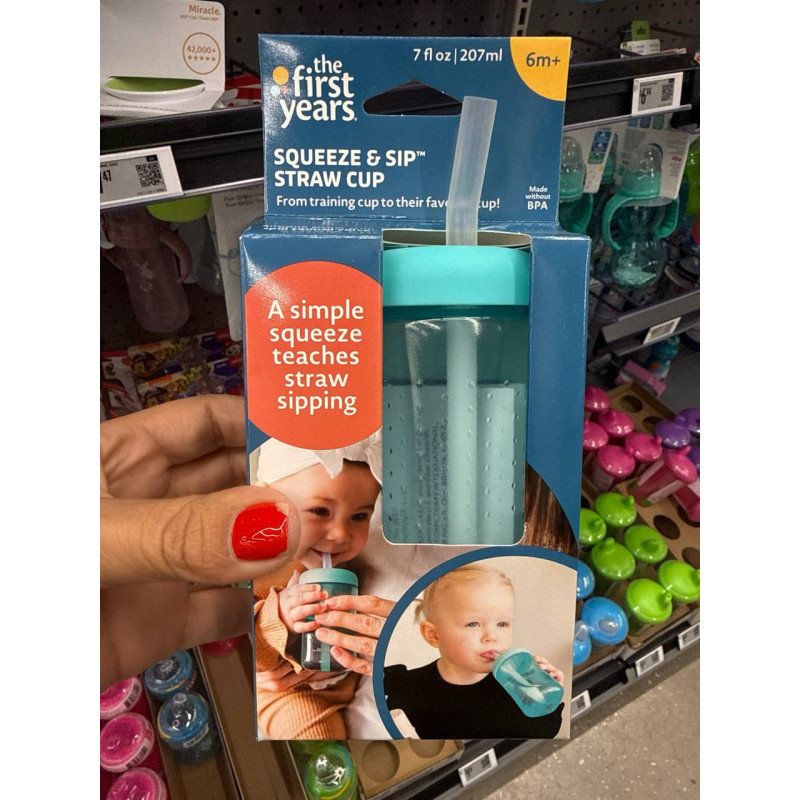 Miracle.
42,000+
★★★★★
47
the
first
years.
7 fl oz | 207ml
6m+
SQUEEZE & SIP™
STRAW CUP
Made
without
BPA
From training cup to their cup!
A simple
squeeze
teaches
straw
sipping